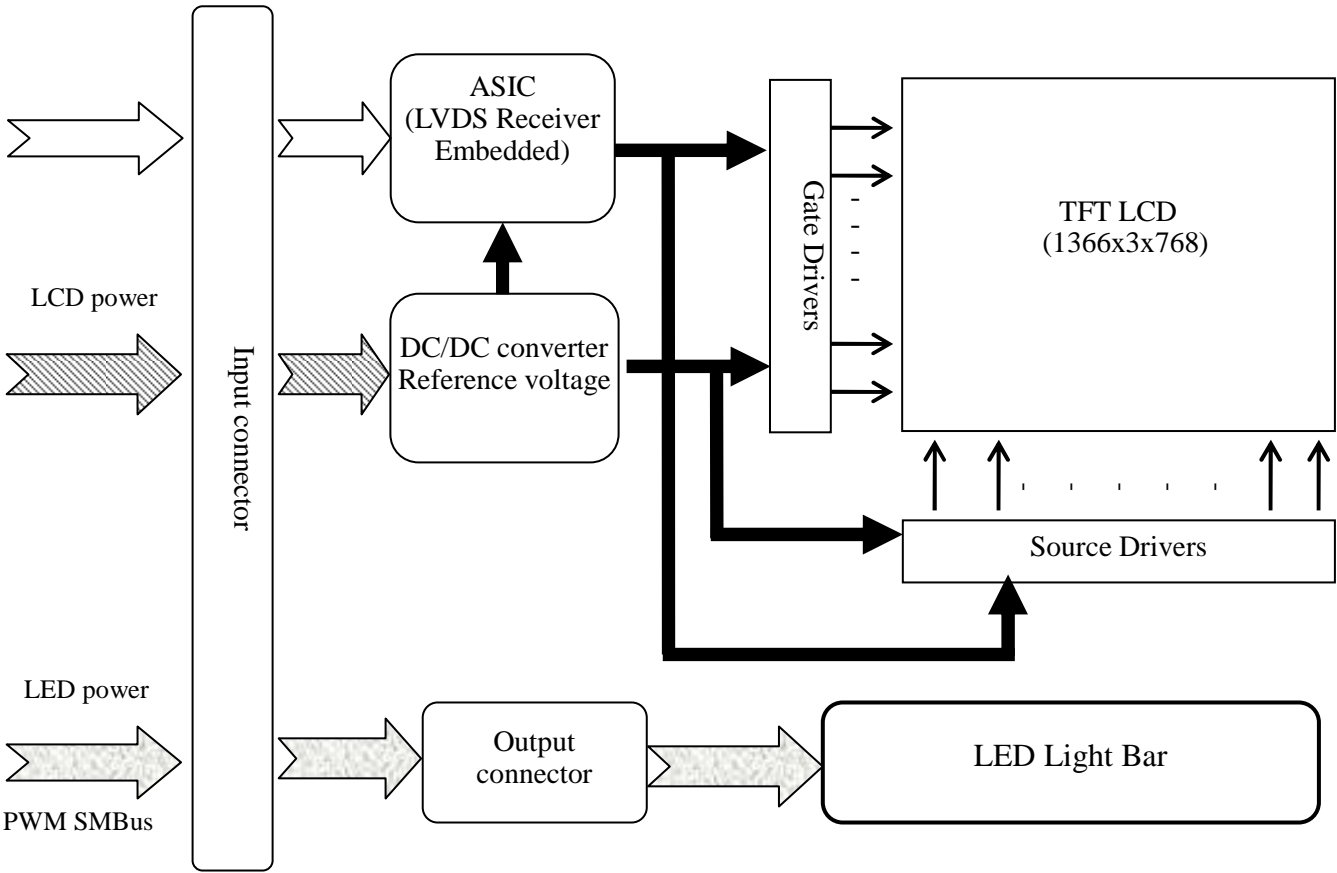 ASIC
(LVDS Receiver
Embedded)
Gate Drivers
TFT LCD
(1366x3x768)
LCD power
Input connector
DC/DC converter
Reference voltage
Source Drivers
LED power
Output
connector
LED Light Bar
PWM SMBus